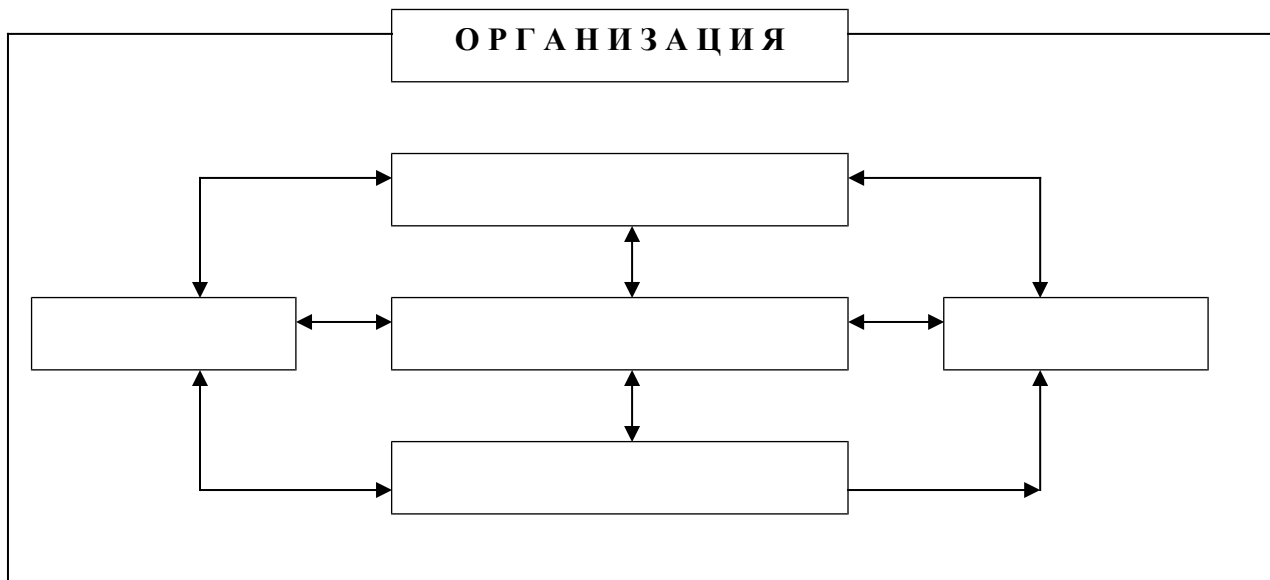 О Р Г А Н И З А Ц И Я